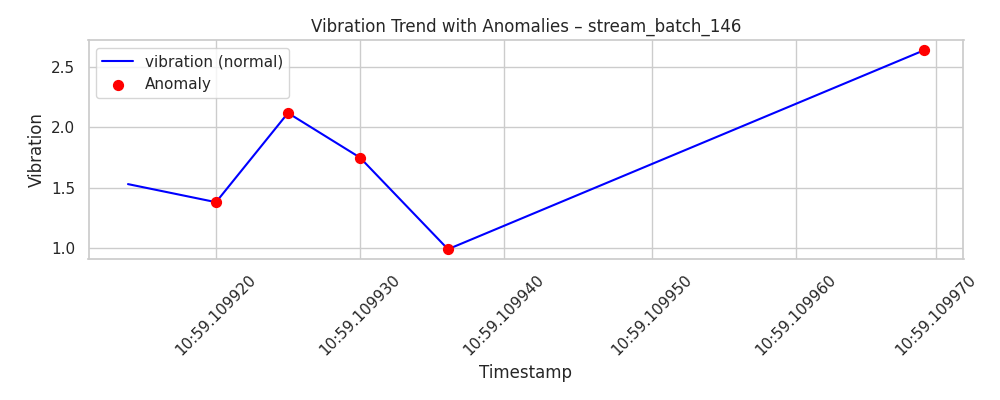 Vibration Trend with Anomalies – stream_batch_146
vibration (normal)
Anomaly
Vibration
2.5
2.0
1.5
1.0
10:59.109920
10:59.109930
10:59.109940
10:59.109950
10:59.109960
10:59.109970
Timestamp